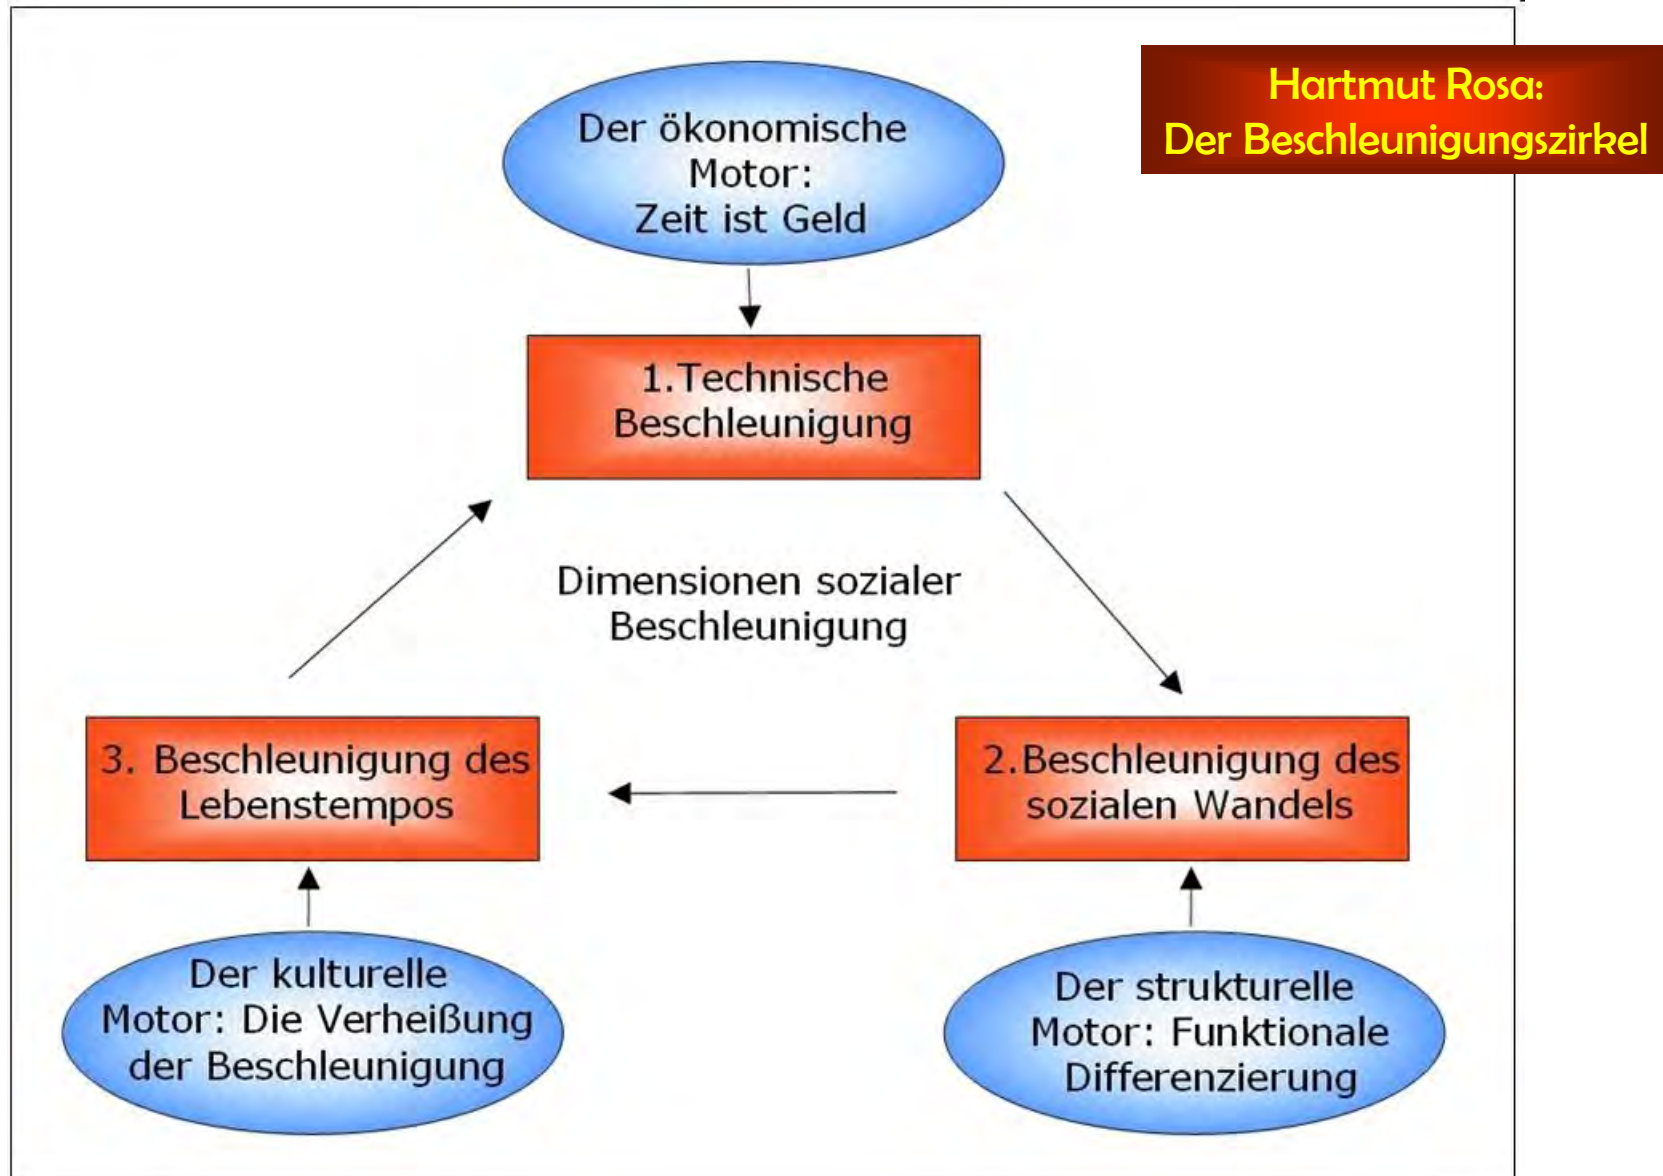 Hartmut Rosa:
Der Beschleunigungszirkel
Der ökonomische
Motor:
Zeit ist Geld
1.Technische
Beschleunigung
Dimensionen sozialer
Beschleunigung
3. Beschleunigung des
Lebenstempos
2.Beschleunigung des
sozialen Wandels
Der kulturelle
Motor: Die Verheißung
der Beschleunigung
Der strukturelle
Motor: Funktionale
Differenzierung